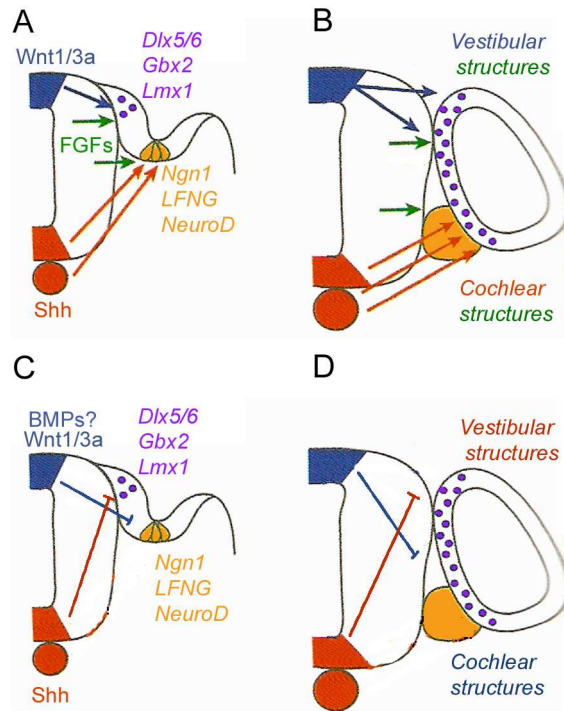 A
Wnt1/3a
Dlx5/6
Gbx2
Lmx1
FGFs
Ngn1
LFNG
NeuroD
Shh
B
Vestibular
structures
Cochlear
structures
C
BMPs?
Wnt1/3a
Dlx5/6
Gbx2
Lmx1
Ngn1
LFNG
NeuroD
Shh
D
Vestibular
structures
Cochlear
structures